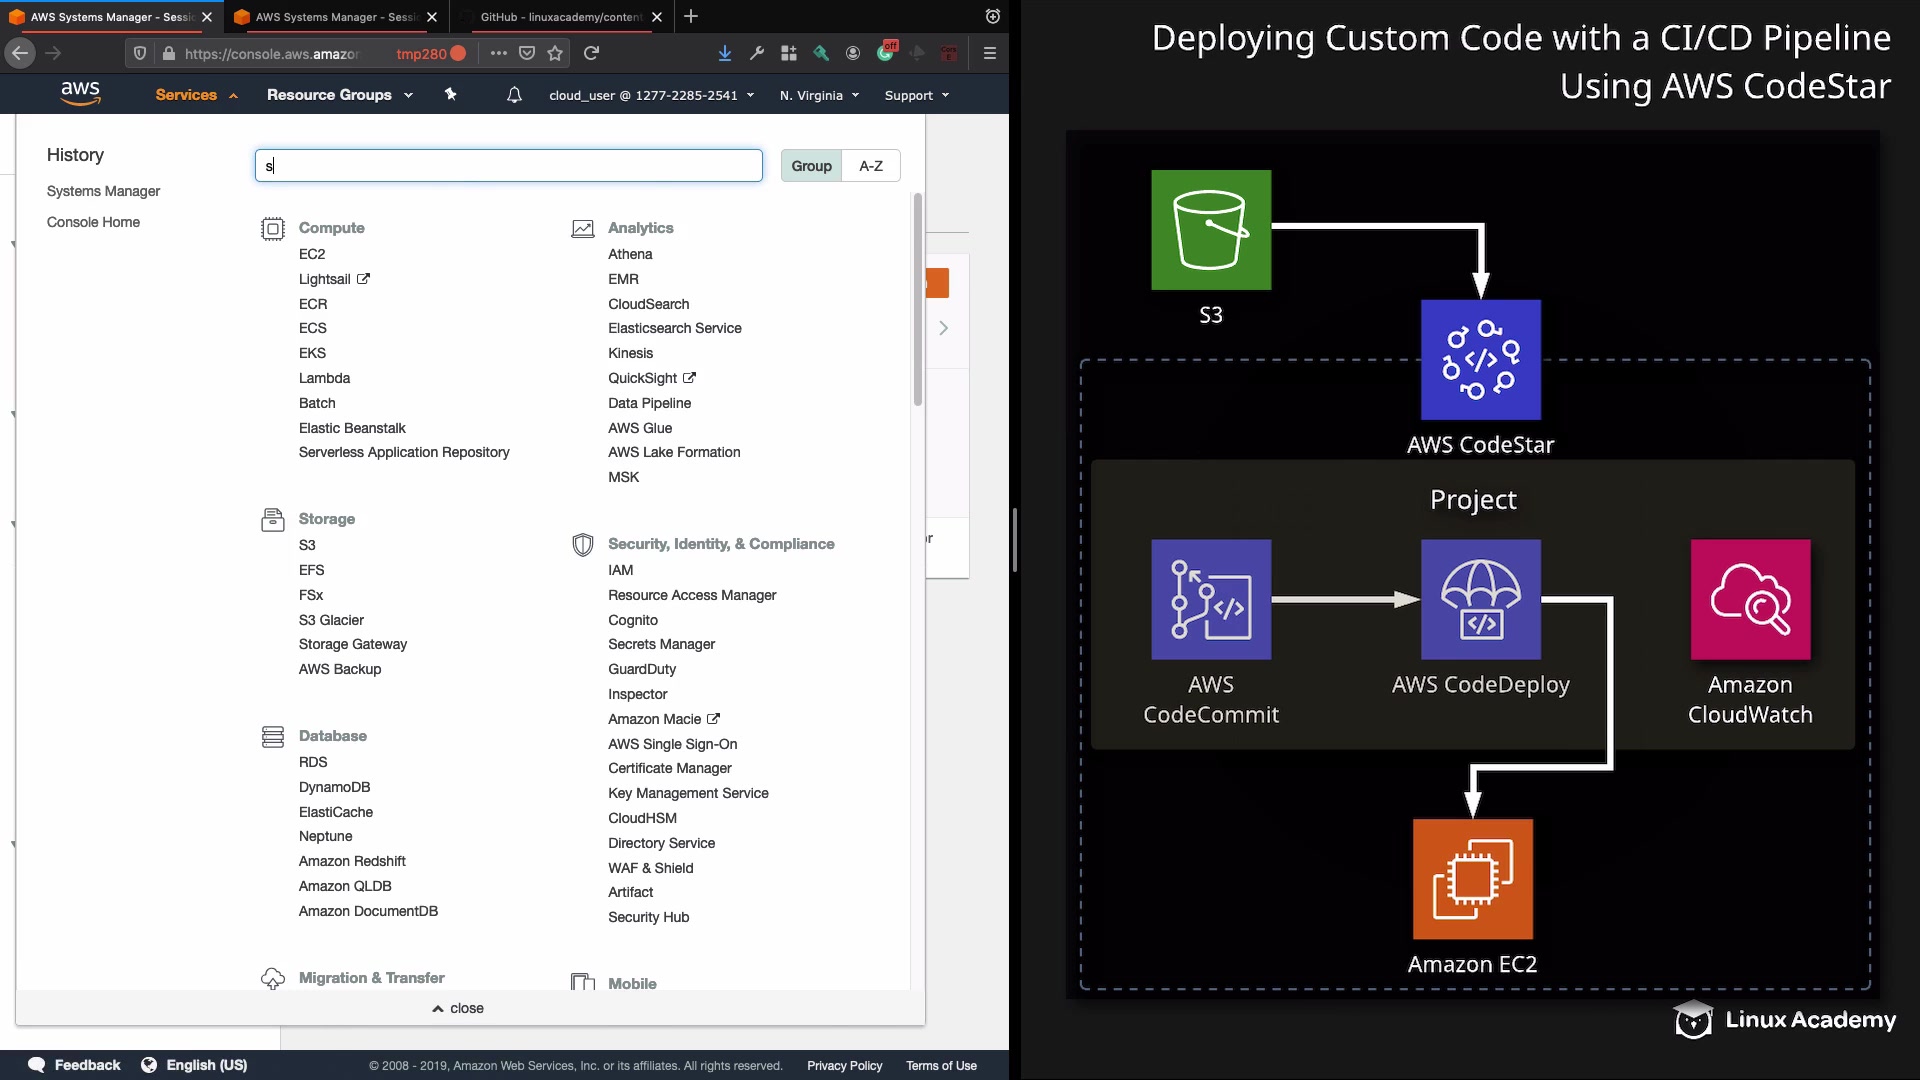 AWS Systems Manager - Sessi
AWS Systems Manager - Sessi
GitHub - linuxacademy/content
https://console.aws.amazon
tmp280
off
aws
Services
Resource Groups
cloud_user @ 1277-2285-2541
N. Virginia
Support
History
Systems Manager
Console Home
s
Group
A-Z
Compute
EC2
Lightsail
ECR
ECS
EKS
Lambda
Batch
Elastic Beanstalk
Serverless Application Repository
Storage
S3
EFS
FSx
S3 Glacier
Storage Gateway
AWS Backup
Database
RDS
DynamoDB
ElastiCache
Neptune
Amazon Redshift
Amazon QLDB
Amazon DocumentDB
Migration & Transfer
Analytics
Athena
EMR
CloudSearch
Elasticsearch Service
Kinesis
QuickSight
Data Pipeline
AWS Glue
AWS Lake Formation
MSK
Security, Identity, & Compliance
IAM
Resource Access Manager
Cognito
Secrets Manager
GuardDuty
Inspector
Amazon Macie
AWS Single Sign-On
Certificate Manager
Key Management Service
CloudHSM
Directory Service
WAF & Shield
Artifact
Security Hub
Mobile
close
Feedback
English (US)
© 2008 - 2019, Amazon Web Services, Inc. or its affiliates. All rights reserved.
Privacy Policy
Terms of Use
Deploying Custom Code with a CI/CD Pipeline
Using AWS CodeStar
S3
AWS CodeStar
Project
AWS
CodeCommit
AWS CodeDeploy
Amazon
CloudWatch
Amazon EC2
Linux Academy